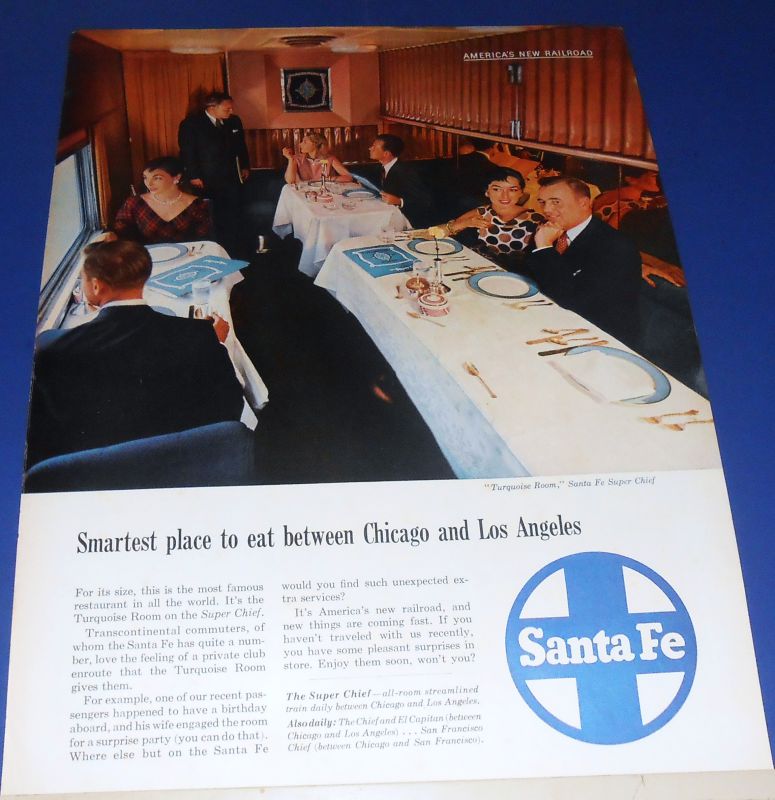 AMERICA'S NEW RAILROAD
"Turquoise Room," Santa Fe Super Chief
Smartest place to eat between Chicago and Los Angeles
For its size, this is the most famous
restaurant in all the world. It's the
Turquoise Room on the Super Chief.
Transcontinental commuters, of
whom the Santa Fe has quite a num-
ber, love the feeling of a private club
enroute that the Turquoise Room
gives them.
For example, one of our recent pas-
sengers happened to have a birthday
aboard, and his wife engaged the room
for a surprise party (you can do that).
Where else but on the Santa Fe
would you find such unexpected ex-
tra services?
It's America's new railroad, and
new things are coming fast. If you
haven't traveled with us recently,
you have some pleasant surprises in
store. Enjoy them soon, won't you?
The Super Chief—all-room streamlined
train daily between Chicago and Los Angeles.
Also daily: The Chief and El Capitan (between
Chicago and Los Angeles) . . . San Francisco
Chief (between Chicago and San Francisco).
Santa Fe